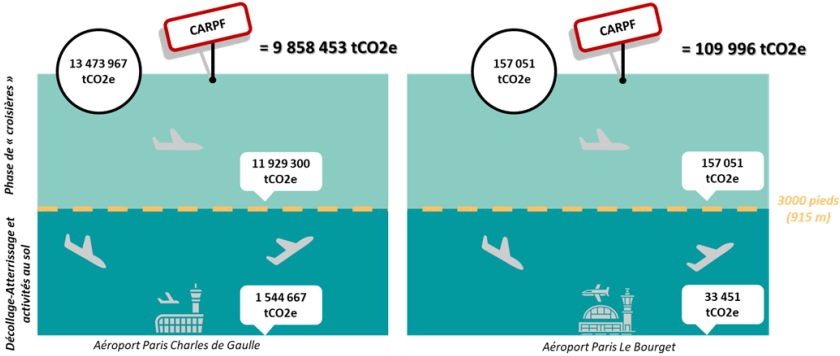 CARPF
= 9 858 453 tCO2e
13 473 967
tCO2e
Phase de « croisières »
11 929 300
tCO2e
Décollage-Atterrissage et
activités au sol
1 544 667
tCO2e
Aéroport Paris Charles de Gaulle
CARPF
= 109 996 tCO2e
157 051
tCO2e
157 051
tCO2e
3000 pieds
(915 m)
33 451
tCO2e
Aéroport Paris Le Bourget